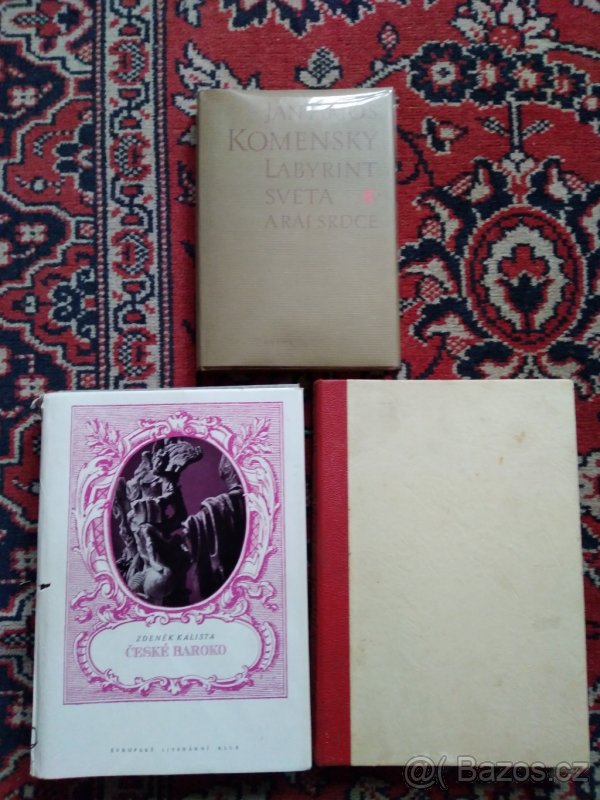 JAN AMOS
KOMENSKÝ
LABYRINT
SVĚTA
A RÁJ SRDCE
ZDENĚK KALISTA
ČESKÉ BAROKO
EVROPSKÝ LITERÁRNÍ KLUB
@( Bazos.cz